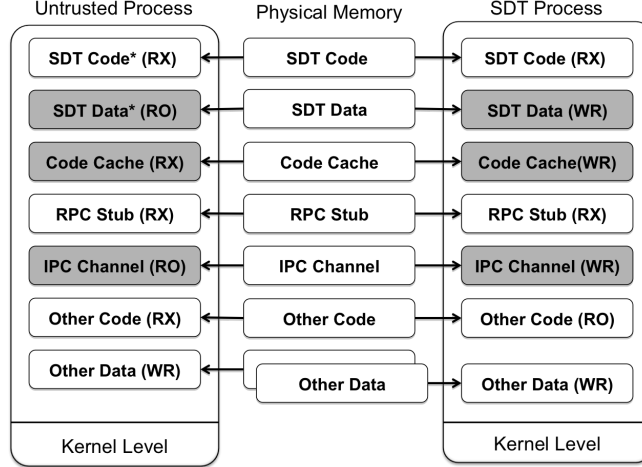 Untrusted Process Physical Memory SDT Process
SDT Code* (RX) SDT Code SDT Code (RX)
SDT Data* (RO) SDT Data SDT Data (WR)
Code Cache (RX) Code Cache Code Cache(WR)
RPC Stub (RX) RPC Stub RPC Stub (RX)
IPC Channel (RO) IPC Channel IPC Channel (WR)
Other Code (RX) Other Code Other Code (RO)
Other Data (WR) Other Data Other Data (WR)
Kernel Level Kernel Level